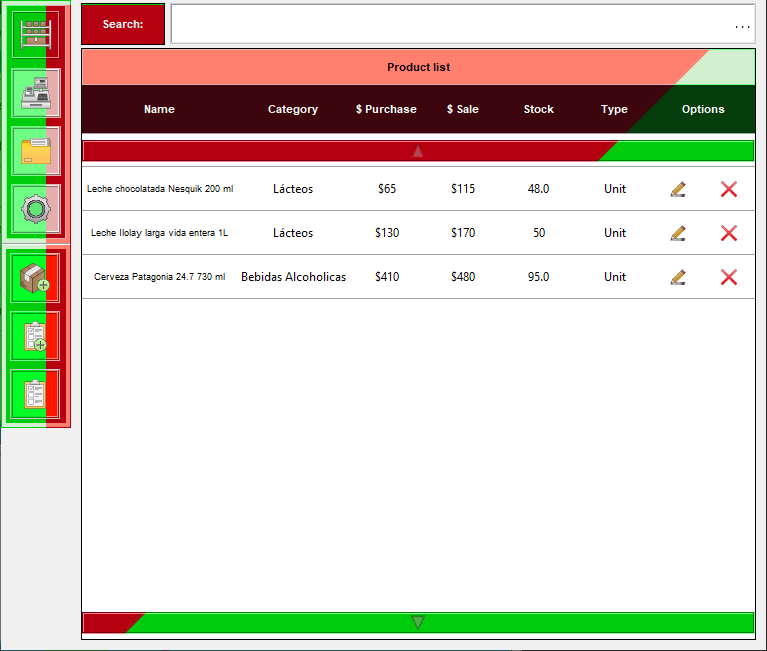 Search:
...
Product list
Name Category $ Purchase $ Sale Stock Type Options
Leche chocolatada Nesquik 200 ml Lácteos $65 $115 48.0 Unit
Leche Ilolay larga vida entera 1L Lácteos $130 $170 50 Unit
Cerveza Patagonia 24.7 730 ml Bebidas Alcoholicas $410 $480 95.0 Unit